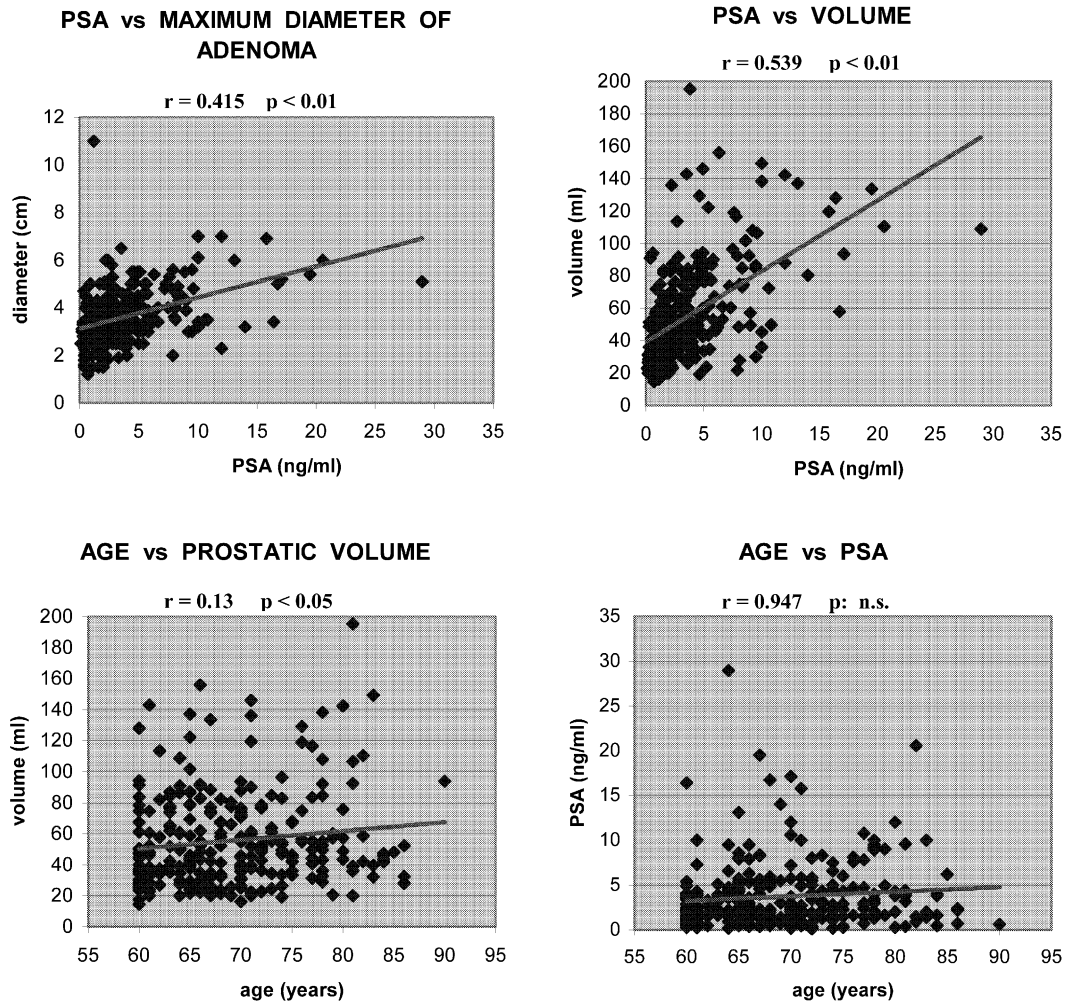 PSA vs MAXIMUM DIAMETER OF
ADENOMA
r = 0.415 p < 0.01
12
10
8
6
4
2
0
diameter (cm)
0 5 10 15 20 25 30 35
PSA (ng/ml)
PSA vs VOLUME
r = 0.539 p < 0.01
200
180
160
140
120
100
80
60
40
20
0
volume (ml)
0 5 10 15 20 25 30 35
PSA (ng/ml)
AGE vs PROSTATIC VOLUME
r = 0.13 p < 0.05
200
180
160
140
120
100
80
60
40
20
0
volume (ml)
55 60 65 70 75 80 85 90 95
age (years)
AGE vs PSA
r = 0.947 p: n.s.
35
30
25
20
15
10
5
0
PSA (ng/ml)
55 60 65 70 75 80 85 90 95
age (years)